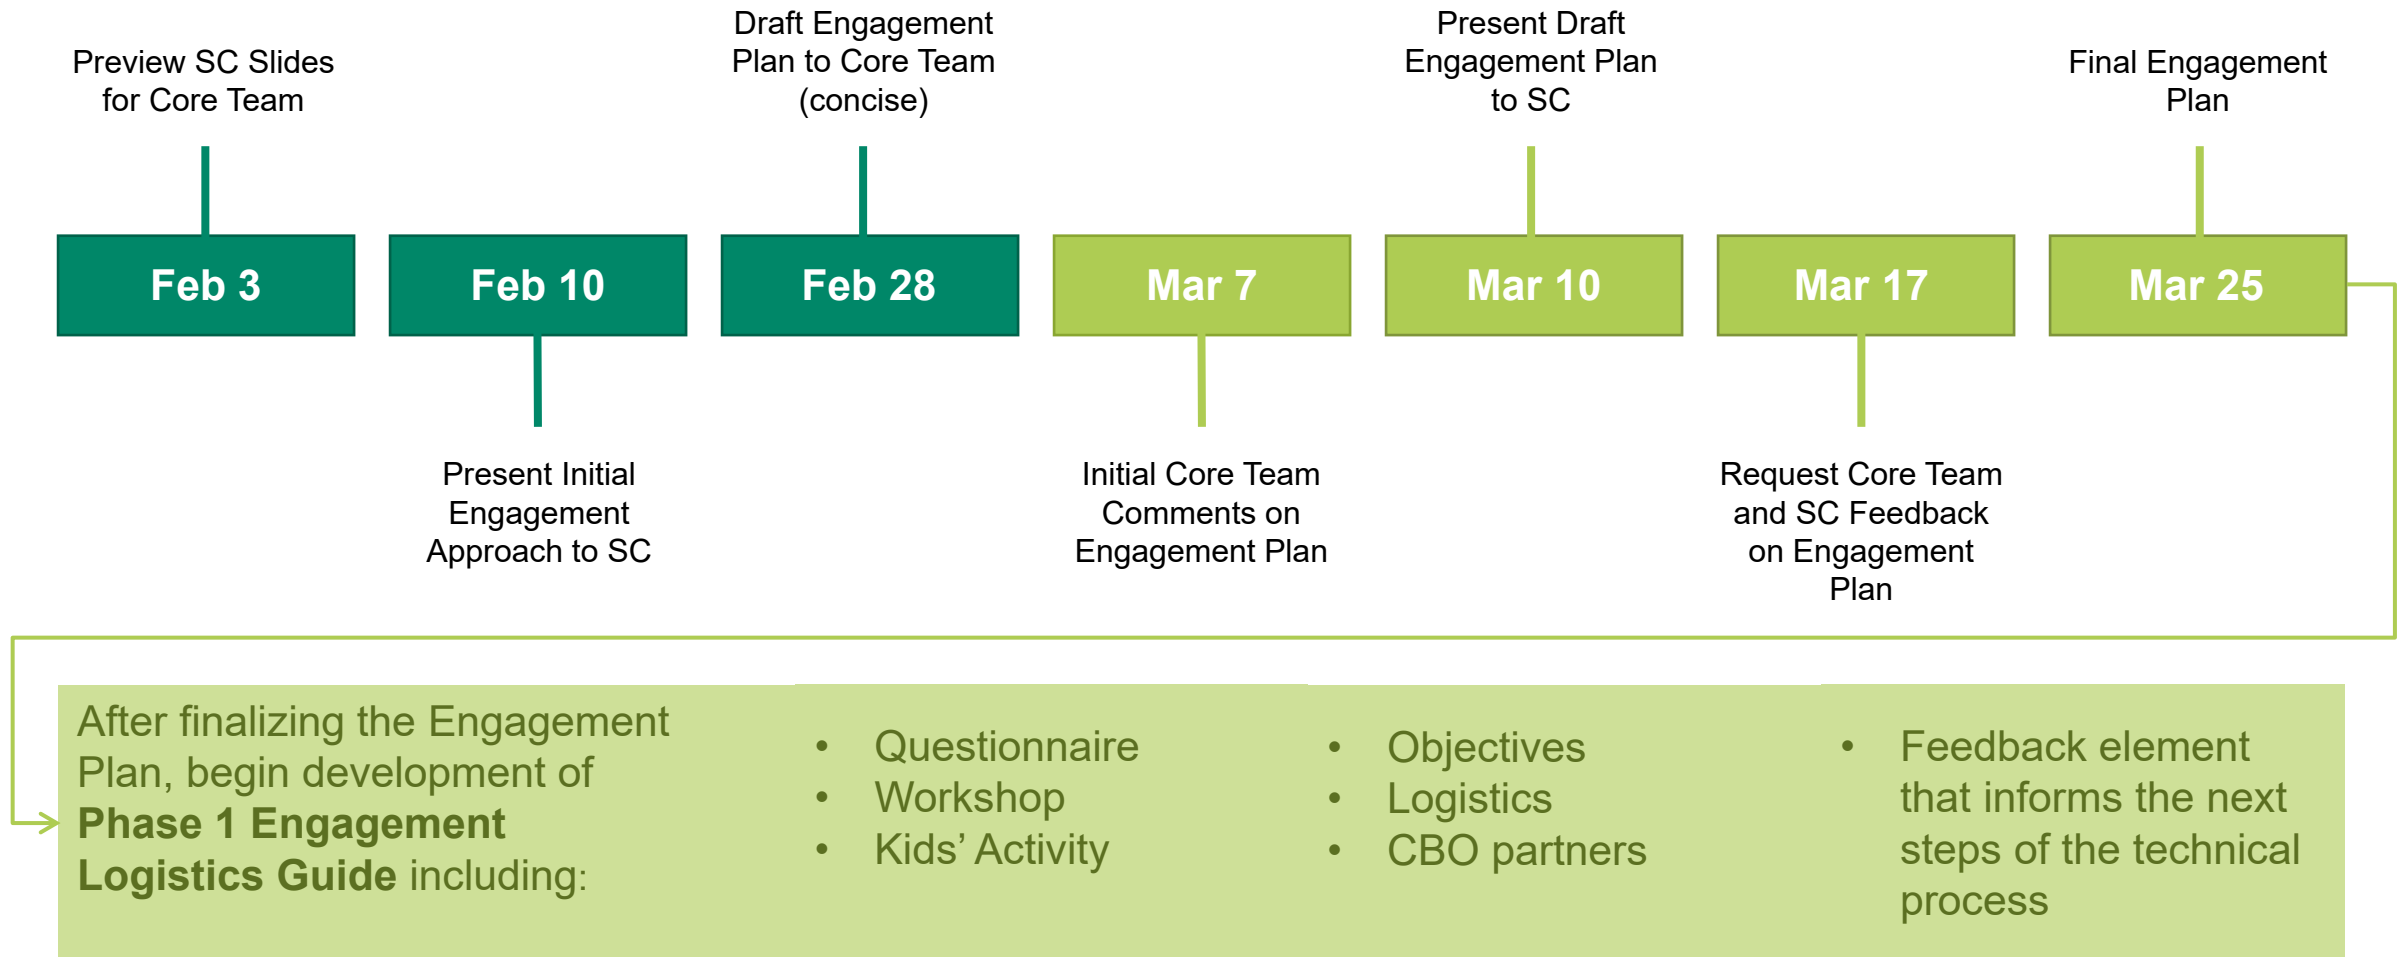 Preview SC Slides
for Core Team
Draft Engagement
Plan to Core Team
(concise)
Present Draft
Engagement Plan
to SC
Final Engagement
Plan
Feb 3
Feb 10
Feb 28
Mar 7
Mar 10
Mar 17
Mar 25
Present Initial
Engagement
Approach to SC
Initial Core Team
Comments on
Engagement Plan
Request Core Team
and SC Feedback
on Engagement
Plan
After finalizing the Engagement
Plan, begin development of
Phase 1 Engagement
Logistics Guide including:
• Questionnaire
• Workshop
• Kids’ Activity
• Objectives
• Logistics
• CBO partners
• Feedback element
that informs the next
steps of the technical
process